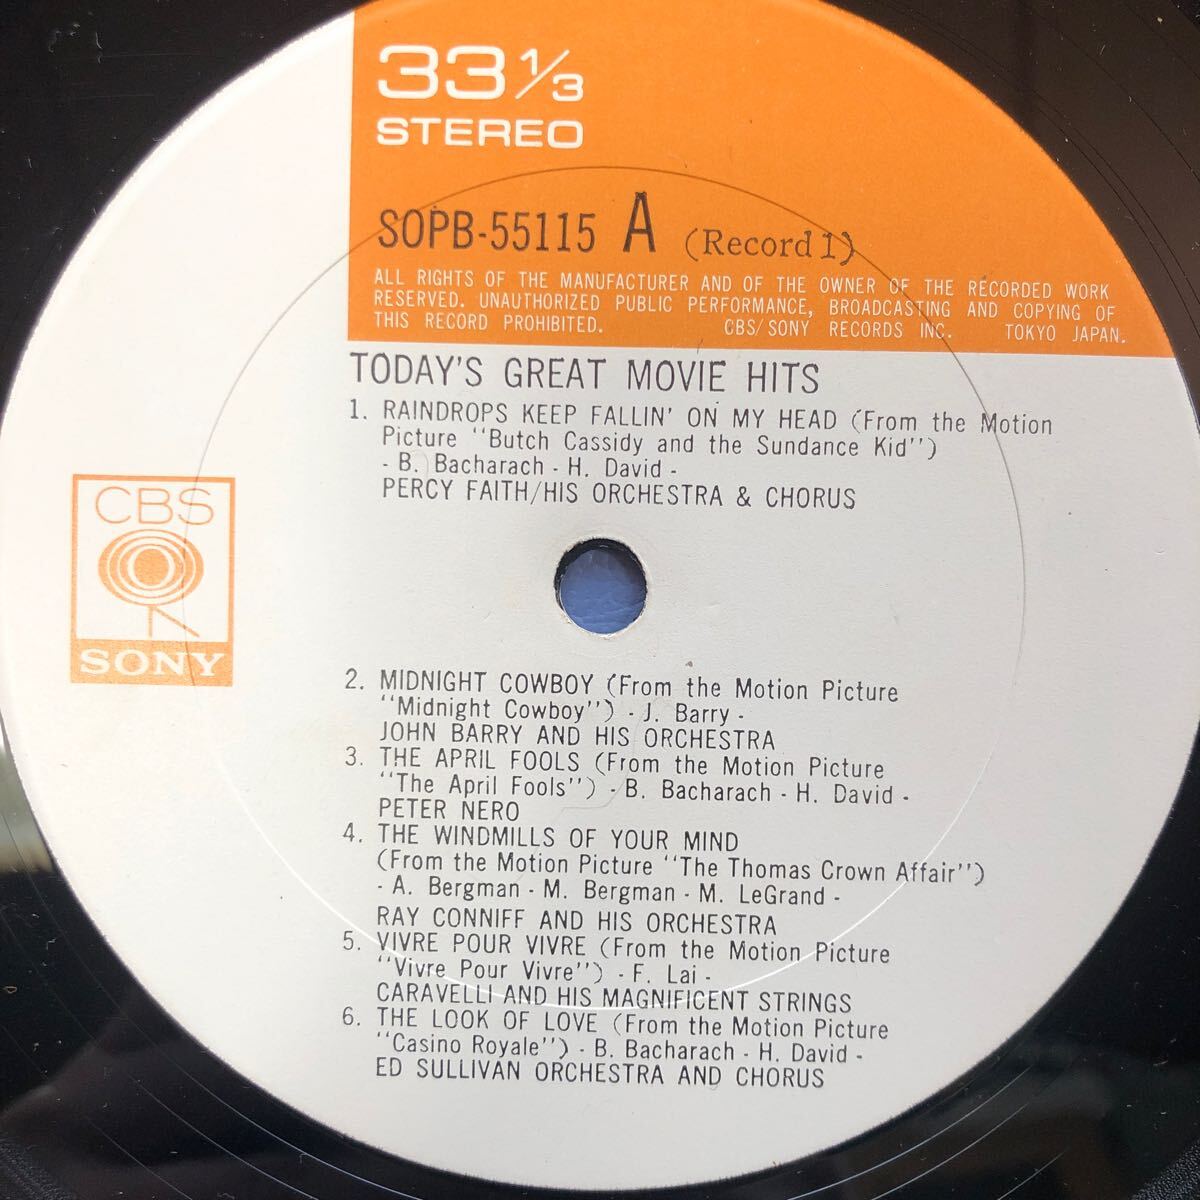 33 1/3
STEREO
SOPB-55115 A (Record 1)
ALL RIGHTS OF THE MANUFACTURER AND OF THE OWNER OF THE RECORDED WORK
RESERVED. UNAUTHORIZED PUBLIC PERFORMANCE, BROADCASTING AND COPYING OF
THIS RECORD PROHIBITED. CBS/SONY RECORDS INC. TOKYO JAPAN.
TODAY'S GREAT MOVIE HITS
1. RAINDROPS KEEP FALLIN' ON MY HEAD (From the Motion
Picture "Butch Cassidy and the Sundance Kid")
- B. Bacharach - H. David -
PERCY FAITH/HIS ORCHESTRA & CHORUS
CBS
SONY
2. MIDNIGHT COWBOY (From the Motion Picture
"Midnight Cowboy") - J. Barry -
JOHN BARRY AND HIS ORCHESTRA
3. THE APRIL FOOLS (From the Motion Picture
"The April Fools") - B. Bacharach - H. David -
PETER NERO
4. THE WINDMILLS OF YOUR MIND
(From the Motion Picture "The Thomas Crown Affair")
- A. Bergman - M. Bergman - M. LeGrand -
RAY CONNIFF AND HIS ORCHESTRA
5. VIVRE POUR VIVRE (From the Motion Picture
"Vivre Pour Vivre") - F. Lai -
CARAVELLI AND HIS MAGNIFICENT STRINGS
6. THE LOOK OF LOVE (From the Motion Picture
"Casino Royale") - B. Bacharach - H. David -
ED SULLIVAN ORCHESTRA AND CHORUS